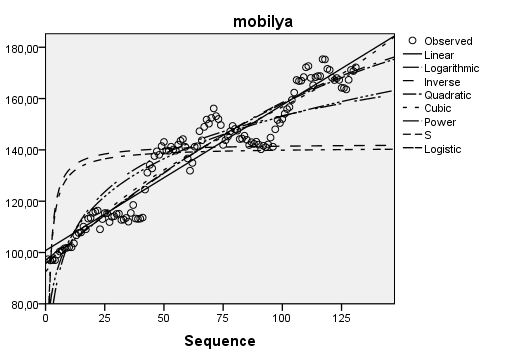 mobilya
180,00
160,00
140,00
120,00
100,00
80,00
0
25
50
75
100
125
Sequence
Observed
Linear
Logarithmic
Inverse
Quadratic
Cubic
Power
S
Logistic